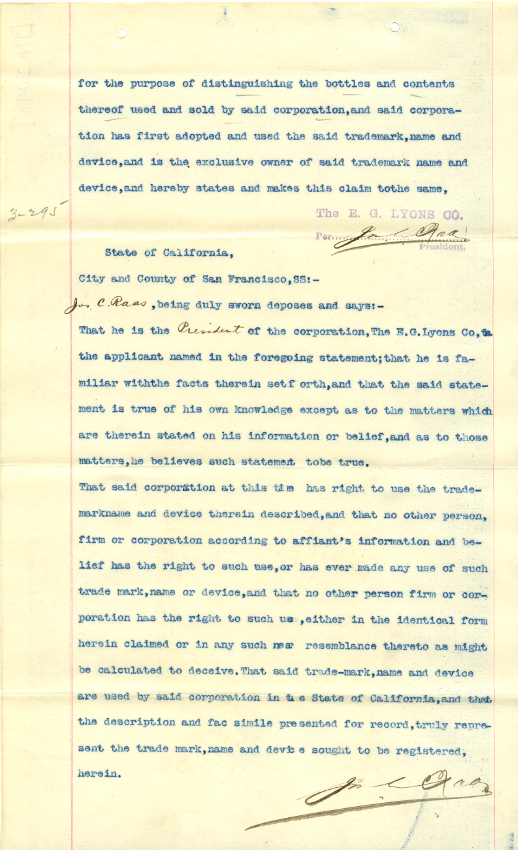 for the purpose of distinguishing the bottles and contents
thereof used and sold by said corporation,and said corpora-
tion has first adopted and used the said trademark,name and
device,and is the exclusive owner of said trademark name and
device,and hereby states and makes this claim tothe same,
3-295
The E. G. LYONS CO.
Per Jos C Raas
President.
State of California,
City and County of San Francisco,SS:-
Jos C. Raas,being duly sworn deposes and says:-
That he is the President of the corporation,The E.G.Lyons Co,
the applicant named in the foregoing statement;that he is fa-
miliar withthe facts therein setf orth,and that the said state-
ment is true of his own knowledge except as to the matters which
are therein stated on his information or belief,and as to those
matters,he believes such statement tobe true.
That said corporation at this time has right to use the trade-
markname and device therein described,and that no other person,
firm or corporation according to affiant's information and be-
lief has the right to such use,or has ever made any use of such
trade mark,name or device,and that no other person firm or cor-
poration has the right to such use ,either in the identical form
herein claimed or in any such near resemblance thereto as might
be calculated to deceive.That said trade-mark,name and device
are used by said corporation in the State of California,and that
the description and fac simile presented for record,truly repre-
sent the trade mark,name and device sought to be registered,
herein.
Jos C Raas